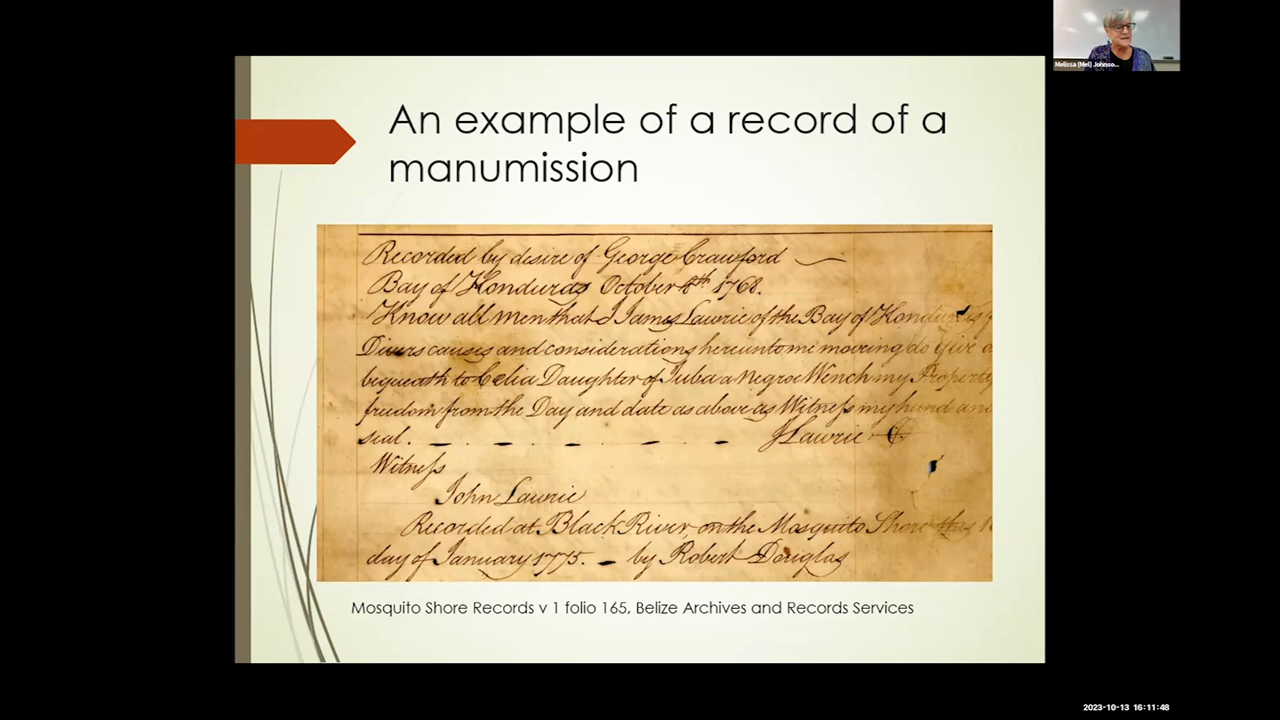 Melissa (Mel) Johnso...
An example of a record of a
manumission
Recorded by desire of George Crawford
Bay of Honduras October 8th 1768.
Know all men that I James Lawrie of the Bay of Honduras
Divers causes and considerations hereunto me moving do Give
bequeath to Celia Daughter of Juba a Negroe Wench my Property
freedom from the Day and date as above as Witness my hand and
seal. J Lawrie
Witness
John Lawrie
Recorded at Black River, on the Mosquito Shore this
day of January 1775. by Robert Douglas
Mosquito Shore Records v 1 folio 165, Belize Archives and Records Services
2023-10-13 16:11:48